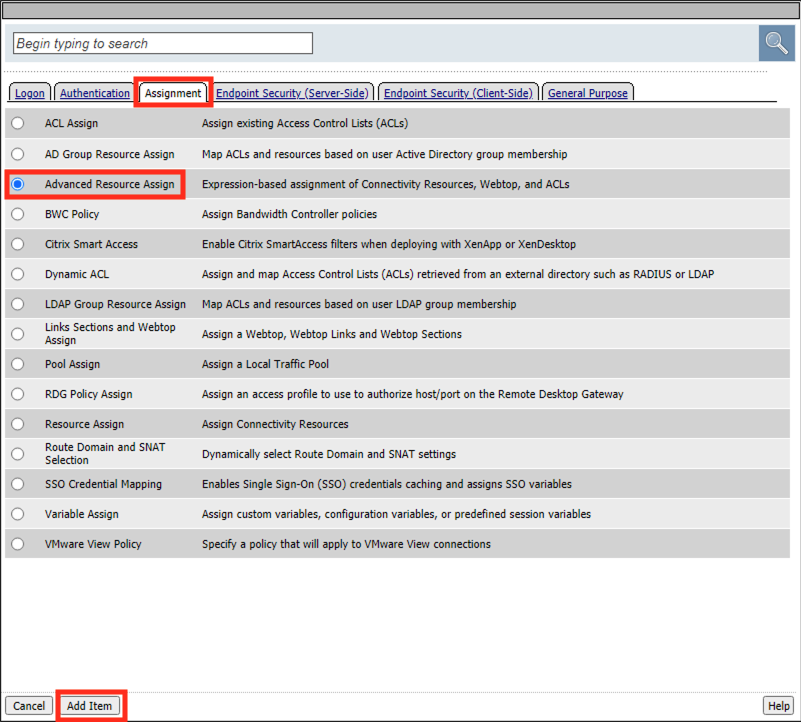 Begin typing to search
Logon Authentication Assignment Endpoint Security (Server-Side) Endpoint Security (Client-Side) General Purpose
ACL Assign Assign existing Access Control Lists (ACLs)
AD Group Resource Assign Map ACLs and resources based on user Active Directory group membership
Advanced Resource Assign Expression-based assignment of Connectivity Resources, Webtop, and ACLs
BWC Policy Assign Bandwidth Controller policies
Citrix Smart Access Enable Citrix SmartAccess filters when deploying with XenApp or XenDesktop
Dynamic ACL Assign and map Access Control Lists (ACLs) retrieved from an external directory such as RADIUS or LDAP
LDAP Group Resource Assign Map ACLs and resources based on user LDAP group membership
Links Sections and Webtop
Assign Assign a Webtop, Webtop Links and Webtop Sections
Pool Assign Assign a Local Traffic Pool
RDG Policy Assign Assign an access profile to use to authorize host/port on the Remote Desktop Gateway
Resource Assign Assign Connectivity Resources
Route Domain and SNAT
Selection Dynamically select Route Domain and SNAT settings
SSO Credential Mapping Enables Single Sign-On (SSO) credentials caching and assigns SSO variables
Variable Assign Assign custom variables, configuration variables, or predefined session variables
VMware View Policy Specify a policy that will apply to VMware View connections
Cancel Add Item Help